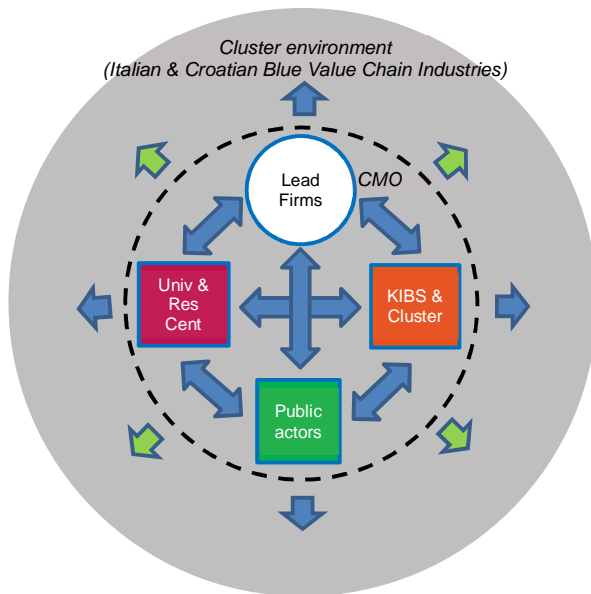 Cluster environment
(Italian & Croatian Blue Value Chain Industries)
Lead
Firms
CMO
Univ &
Res
Cent
KIBS &
Cluster
Public
actors